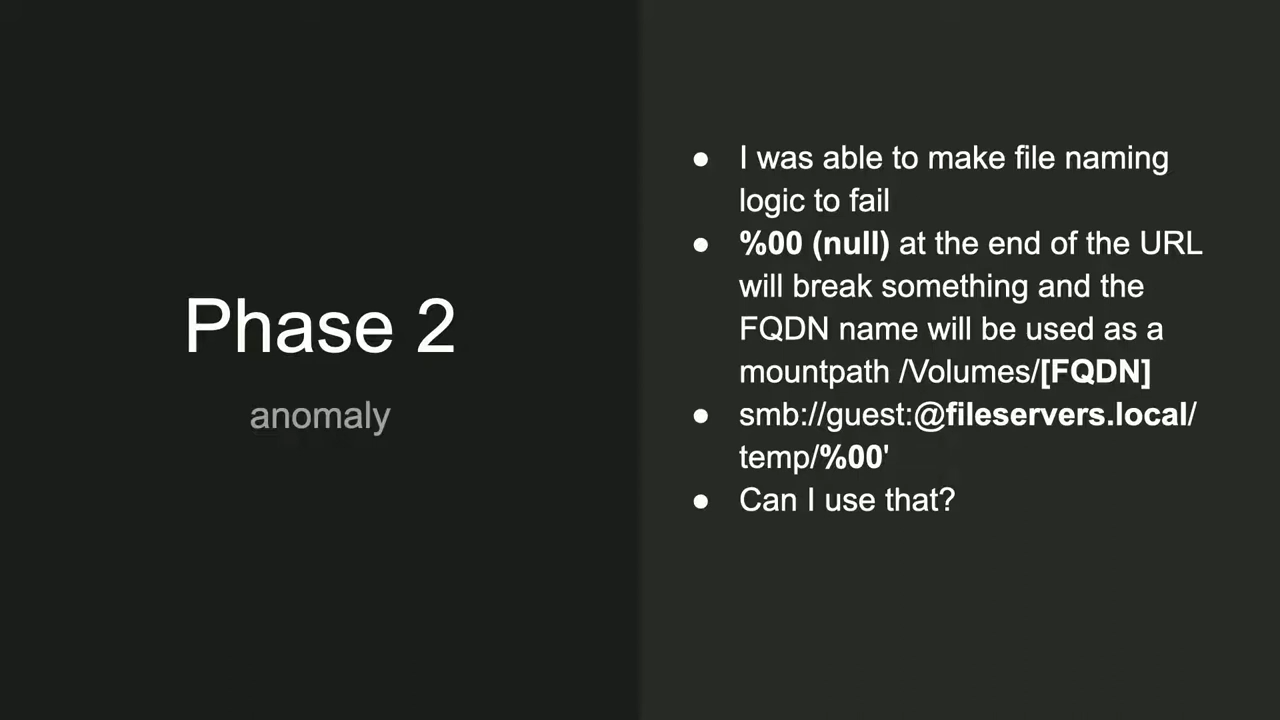 Phase 2
anomaly
● I was able to make file naming
logic to fail
● %00 (null) at the end of the URL
will break something and the
FQDN name will be used as a
mountpath /Volumes/[FQDN]
● smb://guest:@fileservers.local/
temp/%00'
● Can I use that?